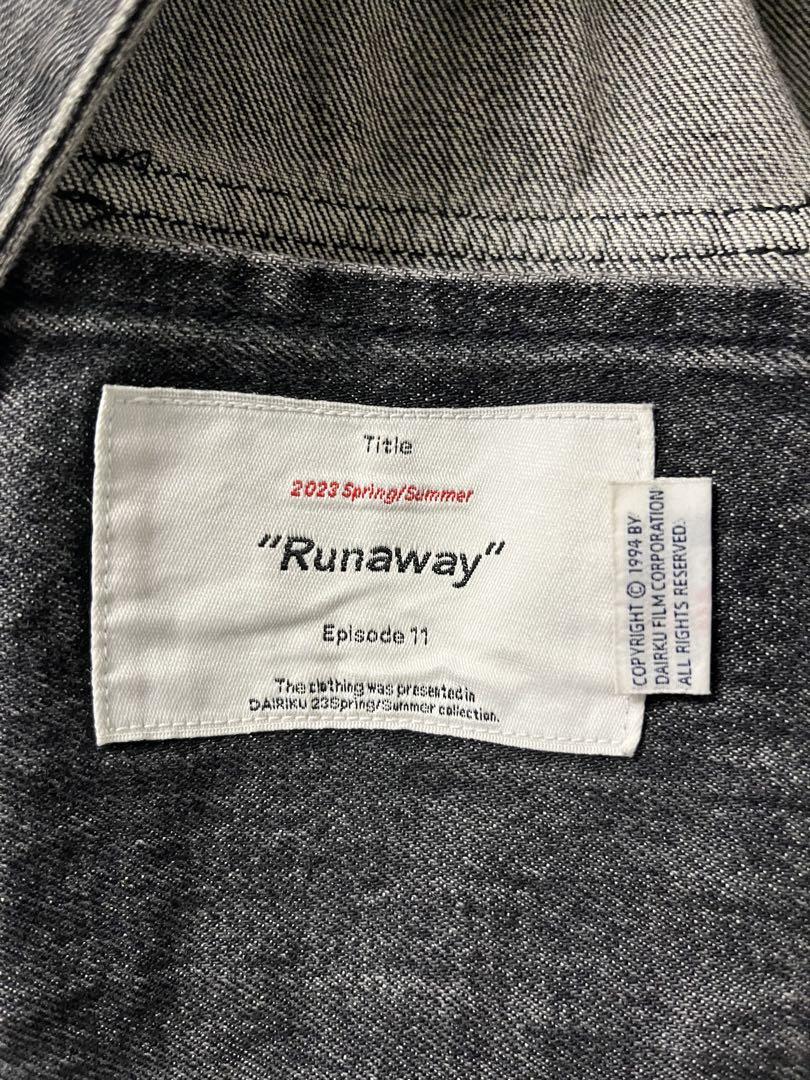 Title
2023 Spring/Summer
"Runaway"
Episode 11
The clothing was presented in
DAIRIKU 23Spring/Summer collection.
COPYRIGHT © 1994 BY
DAIRKU FILM CORPORATION
ALL RIGHTS RESERVED.